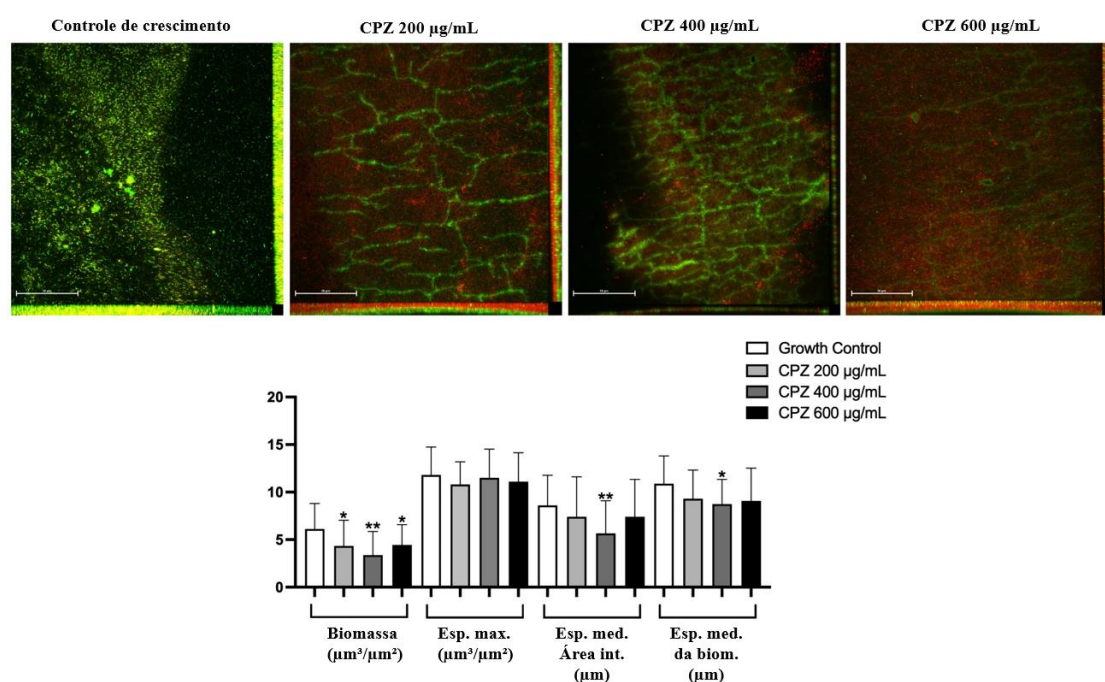 Controle de crescimento
CPZ 200 µg/mL
CPZ 400 µg/mL
CPZ 600 µg/mL
Growth Control
CPZ 200 µg/mL
CPZ 400 µg/mL
CPZ 600 µg/mL
20
15
10
5
0
*
**
*
**
*
Biomassa
(µm³/µm²)
Esp. max.
(µm³/µm²)
Esp. med.
Área int.
(µm)
Esp. med.
da biom.
(µm)